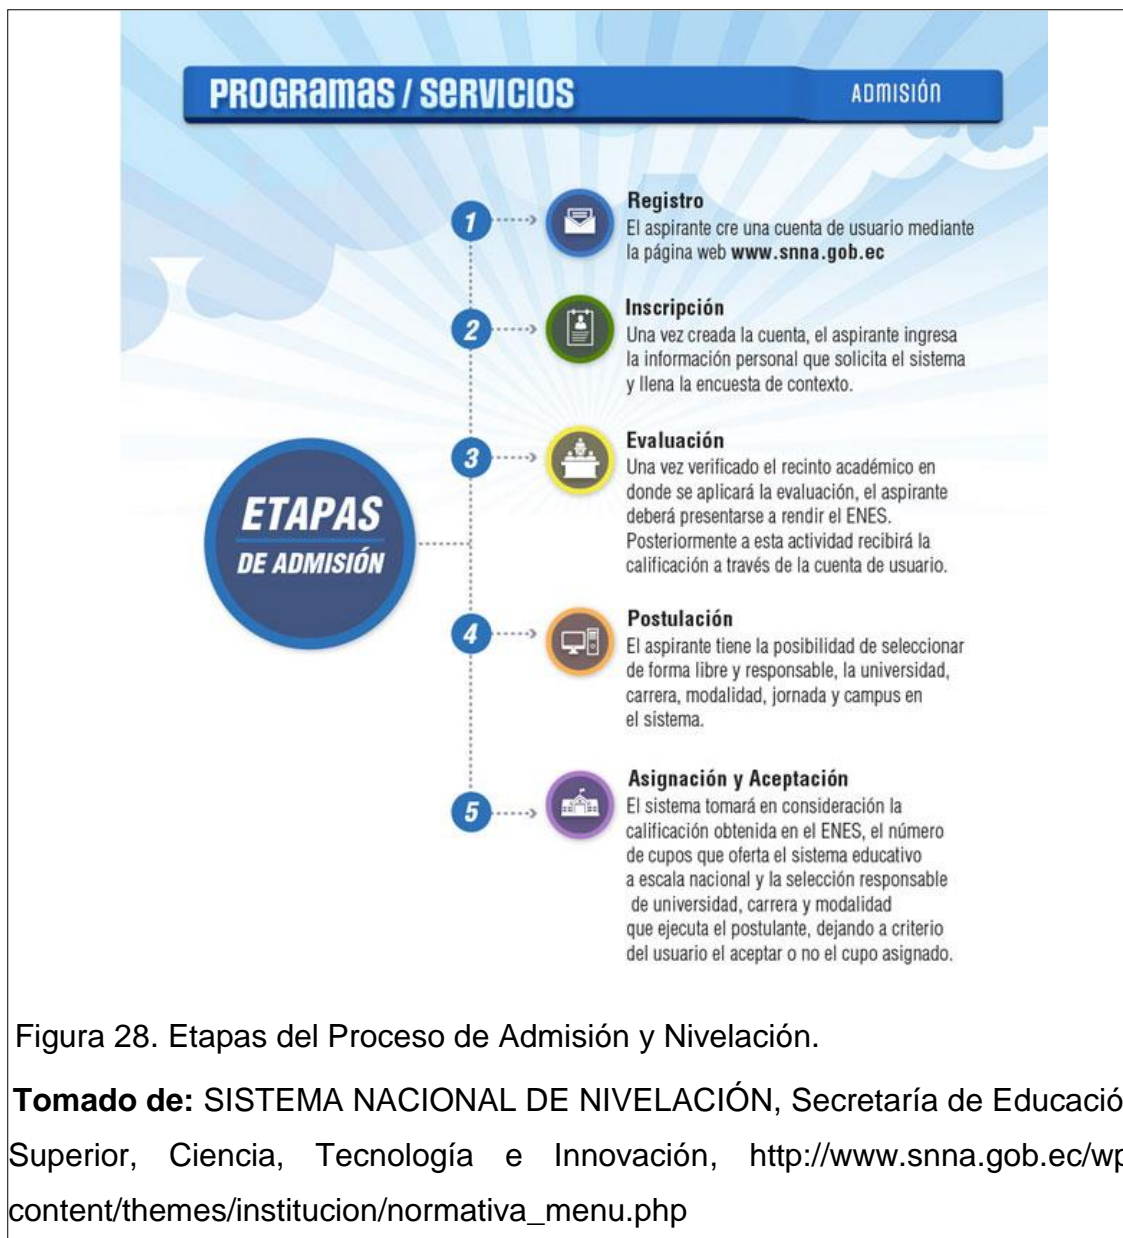 PROGRAMAS / SERVICIOS
ADMISIÓN
1
Registro
El aspirante cre una cuenta de usuario mediante
la página web www.snna.gob.ec
2
Inscripción
Una vez creada la cuenta, el aspirante ingresa
la información personal que solicita el sistema
y llena la encuesta de contexto.
3
Evaluación
Una vez verificado el recinto académico en
donde se aplicará la evaluación, el aspirante
deberá presentarse a rendir el ENES.
Posteriormente a esta actividad recibirá la
calificación a través de la cuenta de usuario.
ETAPAS
DE ADMISIÓN
4
Postulación
El aspirante tiene la posibilidad de seleccionar
de forma libre y responsable, la universidad,
carrera, modalidad, jornada y campus en
el sistema.
5
Asignación y Aceptación
El sistema tomará en consideración la
calificación obtenida en el ENES, el número
de cupos que oferta el sistema educativo
a escala nacional y la selección responsable
de universidad, carrera y modalidad
que ejecuta el postulante, dejando a criterio
del usuario el aceptar o no el cupo asignado.
Figura 28. Etapas del Proceso de Admisión y Nivelación.
Tomado de: SISTEMA NACIONAL DE NIVELACIÓN, Secretaría de Educació
Superior, Ciencia, Tecnología e Innovación, http://www.snna.gob.ec/wp
content/themes/institucion/normativa_menu.php